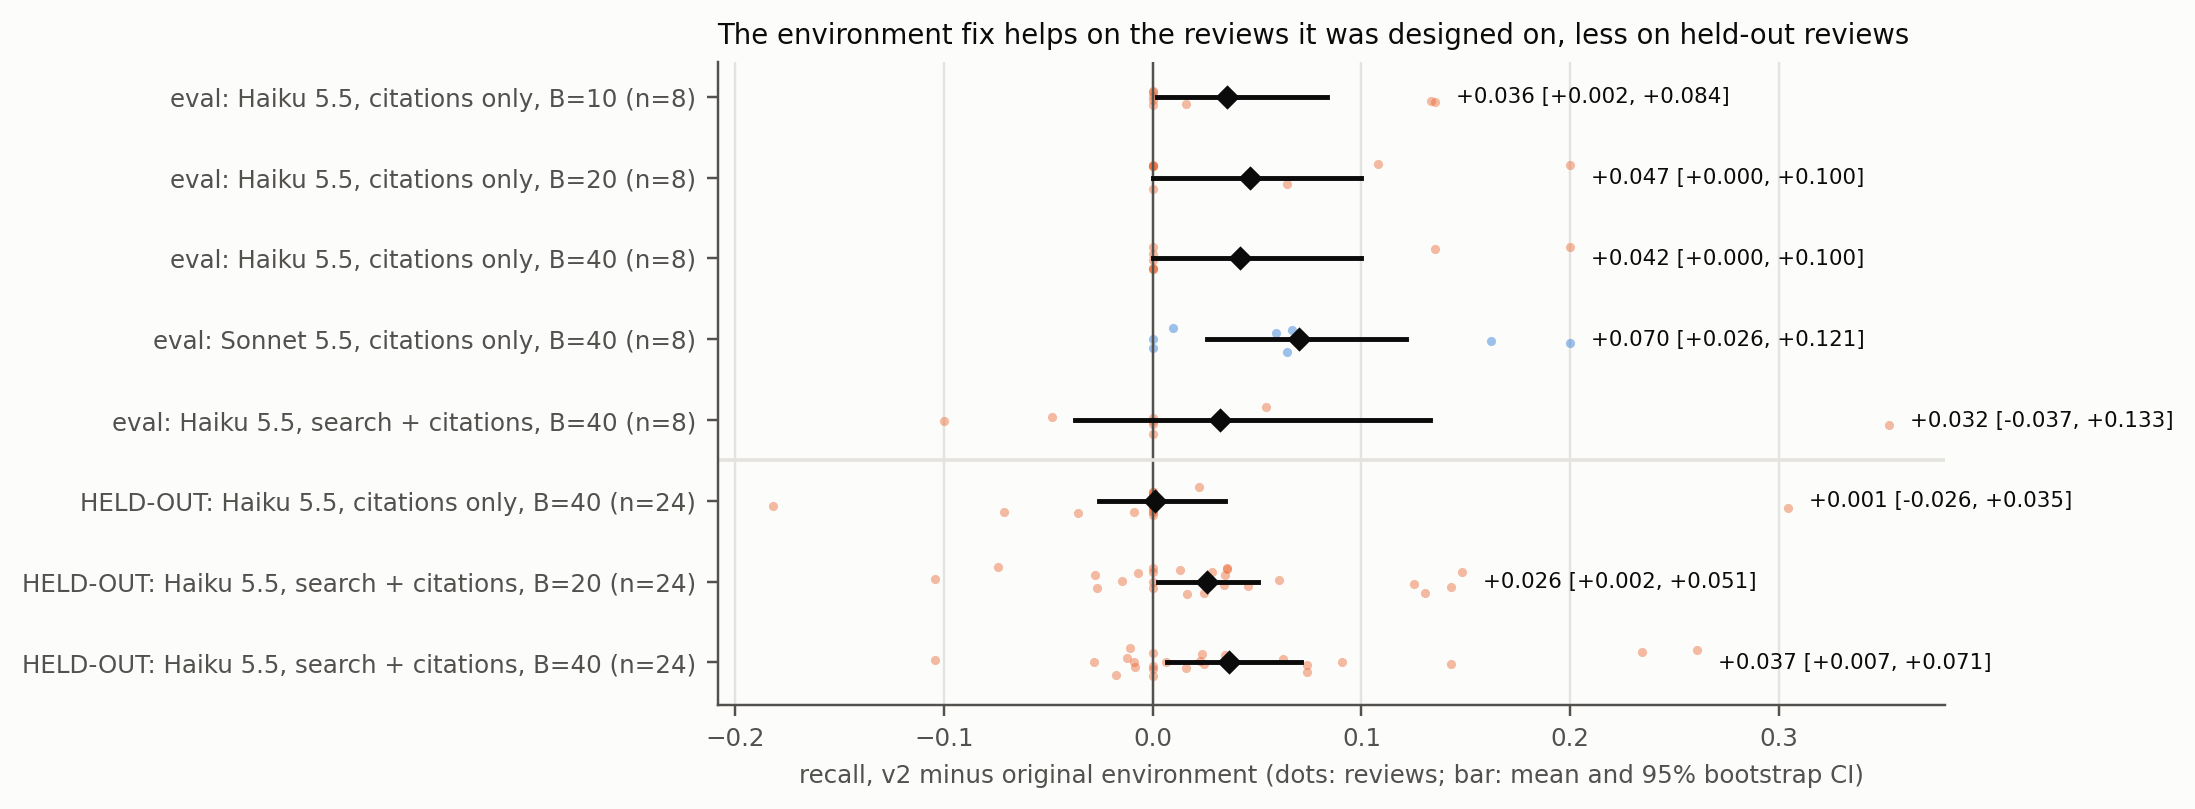 The environment fix helps on the reviews it was designed on, less on held-out reviews
eval: Haiku 5.5, citations only, B=10 (n=8)
+0.036 [+0.002, +0.084]
eval: Haiku 5.5, citations only, B=20 (n=8)
+0.047 [+0.000, +0.100]
eval: Haiku 5.5, citations only, B=40 (n=8)
+0.042 [+0.000, +0.100]
eval: Sonnet 5.5, citations only, B=40 (n=8)
+0.070 [+0.026, +0.121]
eval: Haiku 5.5, search + citations, B=40 (n=8)
+0.032 [-0.037, +0.133]
HELD-OUT: Haiku 5.5, citations only, B=40 (n=24)
+0.001 [-0.026, +0.035]
HELD-OUT: Haiku 5.5, search + citations, B=20 (n=24)
+0.026 [+0.002, +0.051]
HELD-OUT: Haiku 5.5, search + citations, B=40 (n=24)
+0.037 [+0.007, +0.071]
−0.2 −0.1 0.0 0.1 0.2 0.3
recall, v2 minus original environment (dots: reviews; bar: mean and 95% bootstrap CI)